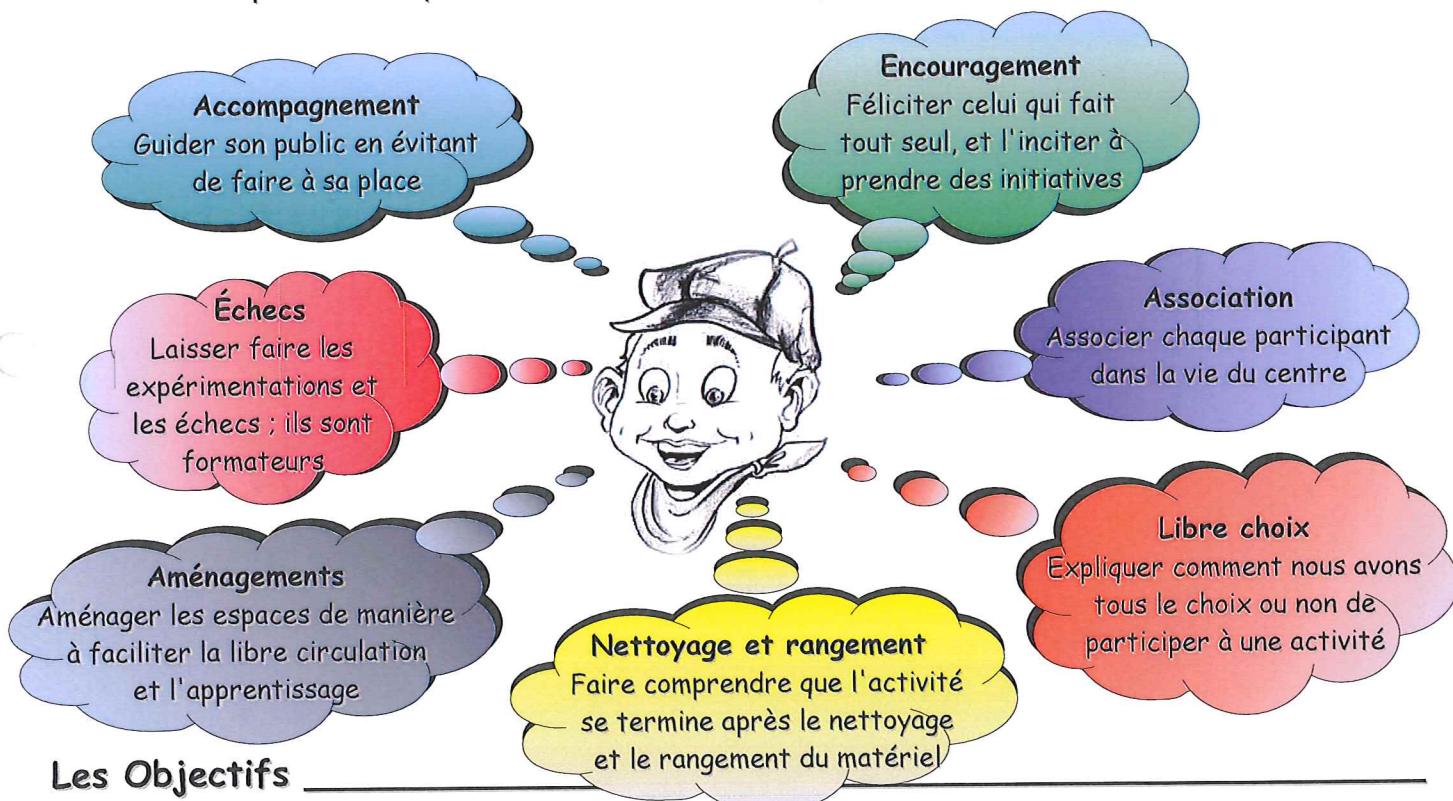 Accompagnement
Guider son public en évitant
de faire à sa place
Encouragement
Féliciter celui qui fait
tout seul, et l'inciter à
prendre des initiatives
Échecs
Laisser faire les
expérimentations et
les échecs ; ils sont
formateurs
Association
Associer chaque participant
dans la vie du centre
Aménagements
Aménager les espaces de manière
à faciliter la libre circulation
et l'apprentissage
Nettoyage et rangement
Faire comprendre que l'activité
se termine après le nettoyage
et le rangement du matériel
Libre choix
Expliquer comment nous avons
tous le choix ou non de
participer à une activité
Les Objectifs